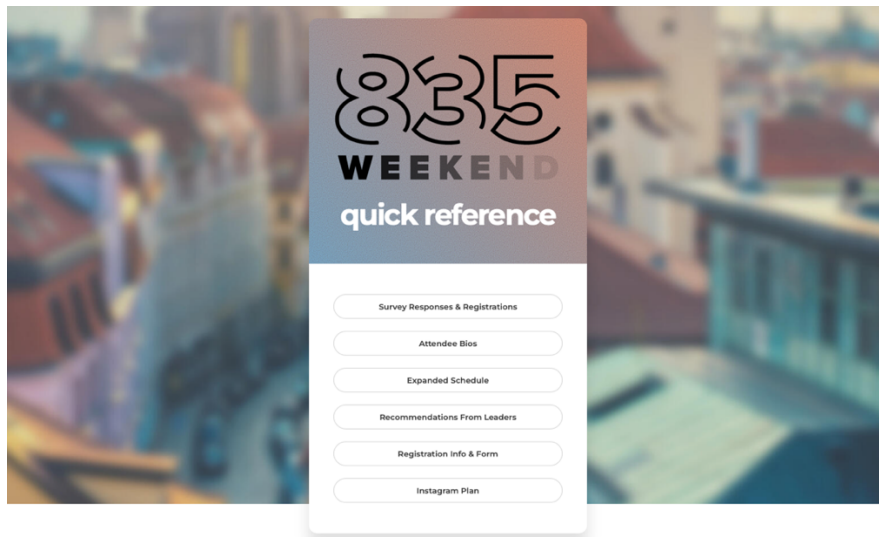 835
WEEKEND
quick reference
Survey Responses & Registrations
Attendee Bios
Expanded Schedule
Recommendations From Leaders
Registration Info & Form
Instagram Plan